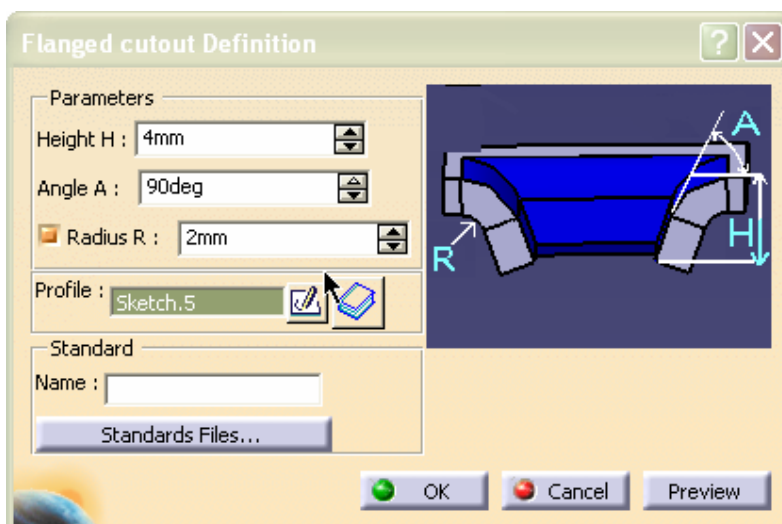 Flanged cutout Definition
Parameters
Height H : 4mm
Angle A : 90deg
Radius R : 2mm
Profile : Sketch.5
Standard
Name :
Standards Files...
A
H
R
OK Cancel Preview